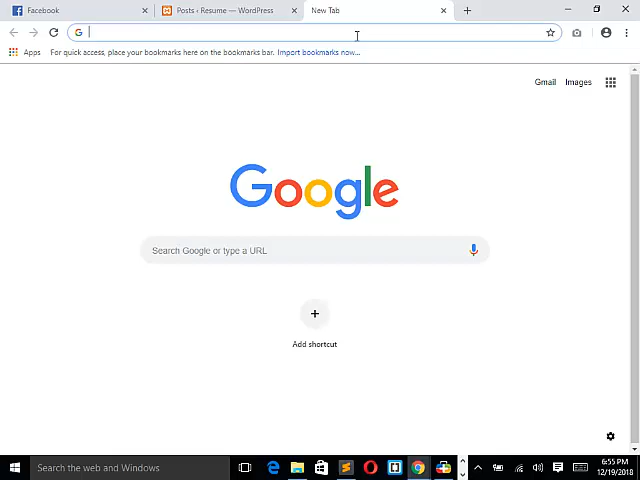 Facebook
Posts ‹ Resume — WordPress
New Tab
Apps
For quick access, place your bookmarks here on the bookmarks bar. Import bookmarks now...
Gmail
Images
Google
Search Google or type a URL
Add shortcut
Search the web and Windows
6:55 PM
12/19/2018